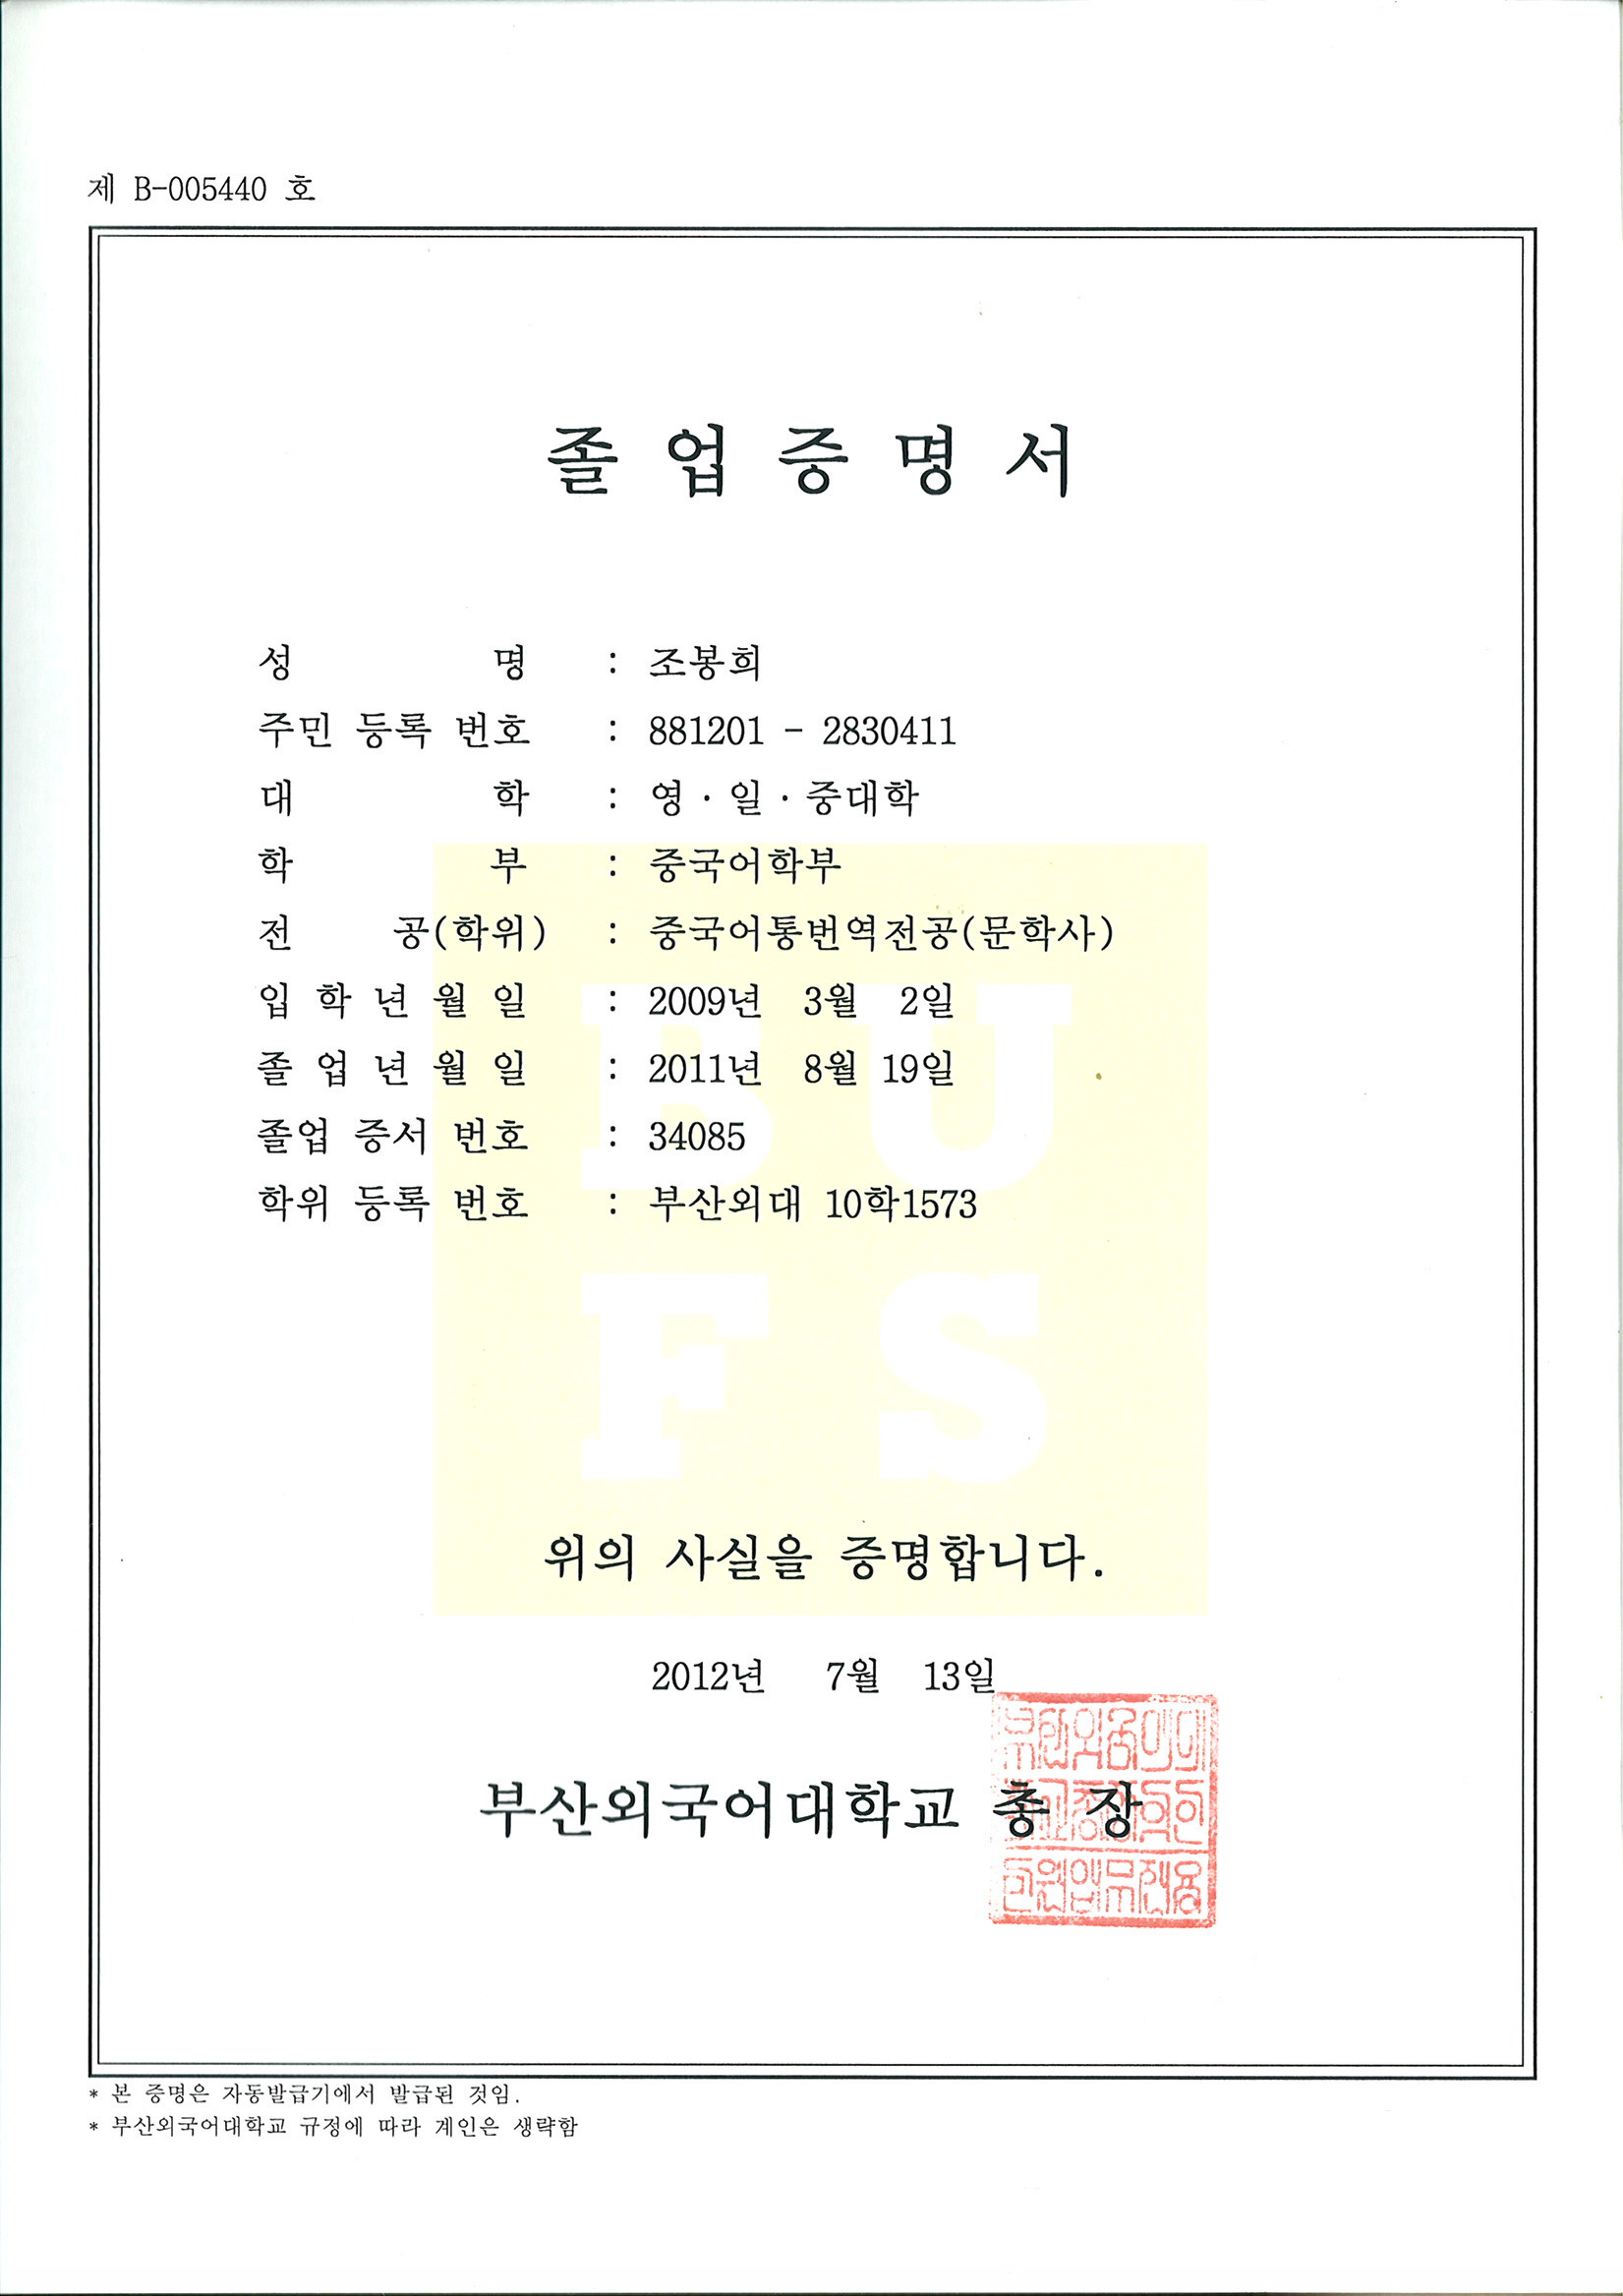 제 B-005440 호
졸 업 증 명 서
성 명 : 조봉희
주민 등록 번호 : 881201 - 2830411
대 학 : 영·일·중대학
학 부 : 중국어학부
전 공(학위) : 중국어통번역전공(문학사)
입 학 년 월 일 : 2009년 3월 2일
졸 업 년 월 일 : 2011년 8월 19일
졸업 증서 번호 : 34085
학위 등록 번호 : 부산외대 10학1573
B U
F S
위의 사실을 증명합니다.
2012년 7월 13일
부산외국어대학교 총 장
* 본 증명은 자동발급기에서 발급된 것임.
* 부산외국어대학교 규정에 따라 계인은 생략함